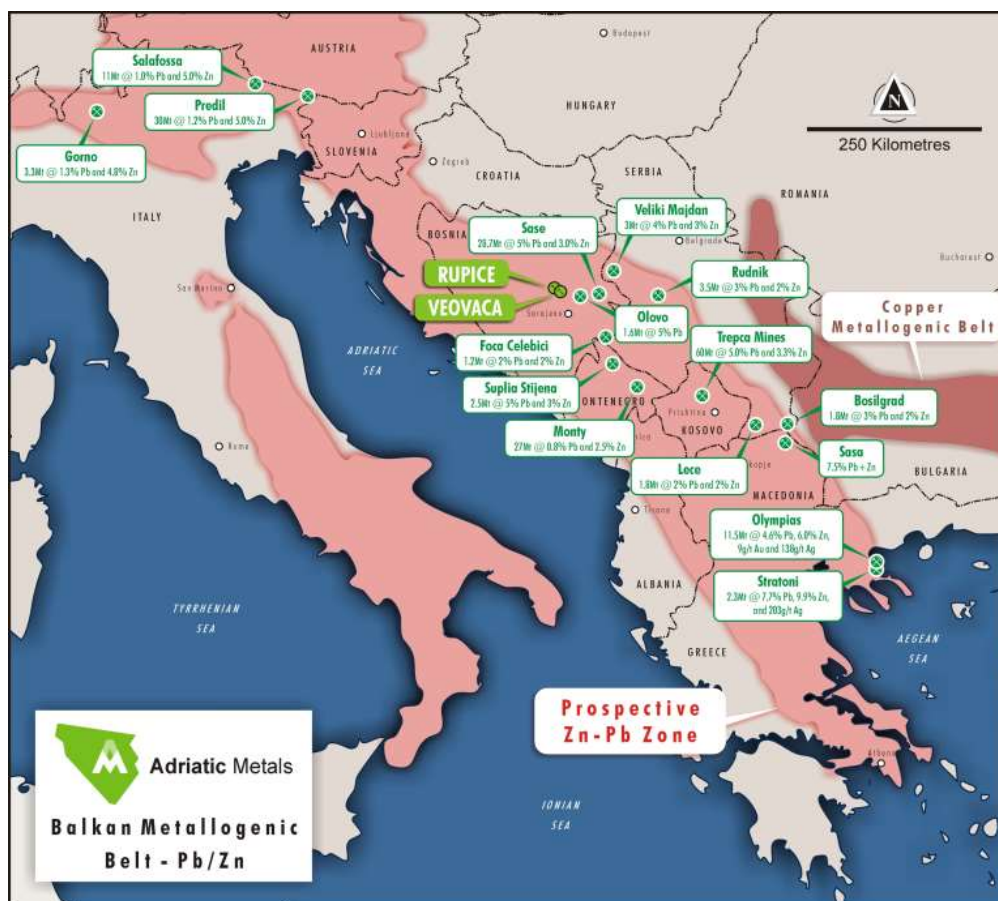 AUSTRIA
Budapest
Salafossa
11Mt @ 1.0% Pb and 5.0% Zn
Predil
30Mt @ 1.2% Pb and 5.0% Zn
HUNGARY
N
250 Kilometres
Gorno
3.3Mt @ 1.3% Pb and 4.8% Zn
Ljubljana
SLOVENIA
Zagreb
CROATIA
SERBIA
ROMANIA
ITALY
Veliki Majdan
3Mt @ 4% Pb and 3% Zn
BOSNIA
Sase
28.7Mt @ 5% Pb and 3.0% Zn
Belgrade
Bucharest
RUPICE
VEOVACA
San Marino
Sarajevo
Rudnik
3.5Mt @ 3% Pb and 2% Zn
Olovo
1.6Mt @ 5% Pb
Copper
Metallogenic Belt
ADRIATIC
SEA
Foca Celebici
1.2Mt @ 2% Pb and 2% Zn
Trepca Mines
60Mt @ 5.0% Pb and 3.3% Zn
Suplia Stijena
2.5Mt @ 5% Pb and 3% Zn
ONTENEGRO
Prishtina
KOSOVO
Bosilgrad
1.0Mt @ 3% Pb and 2% Zn
Roma
Monty
27Mt @ 0.8% Pb and 2.5% Zn
Lece
1.8Mt @ 2% Pb and 2% Zn
kopje
Sasa
7.5% Pb + Zn
BULGARIA
MACEDONIA
Tirana
Olympias
11.5Mt @ 4.6% Pb, 6.0% Zn,
9g/t Au and 138g/t Ag
ALBANIA
Stratoni
2.3Mt @ 7.7% Pb, 9.9% Zn,
and 203g/t Ag
TYRRHENIAN
SEA
GREECE
AEGEAN
SEA
Prospective
Zn-Pb Zone
Athens
IONIAN
SEA
Adriatic Metals
Balkan Metallogenic
Belt - Pb/Zn